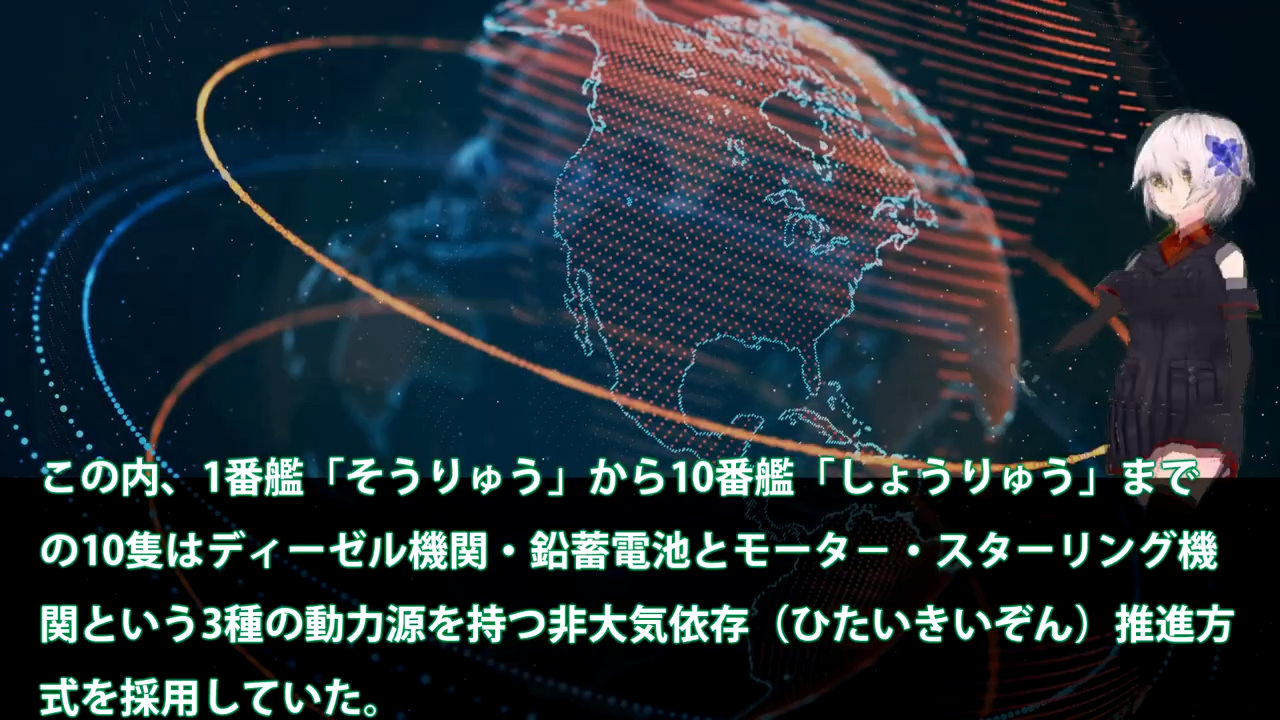 この内、1番艦「そうりゅう」から10番艦「しょうりゅう」まで
の10隻はディーゼル機関・鉛蓄電池とモーター・スターリング機
関という3種の動力源を持つ非大気依存（ひたいきいぞん）推進方
式を採用していた。